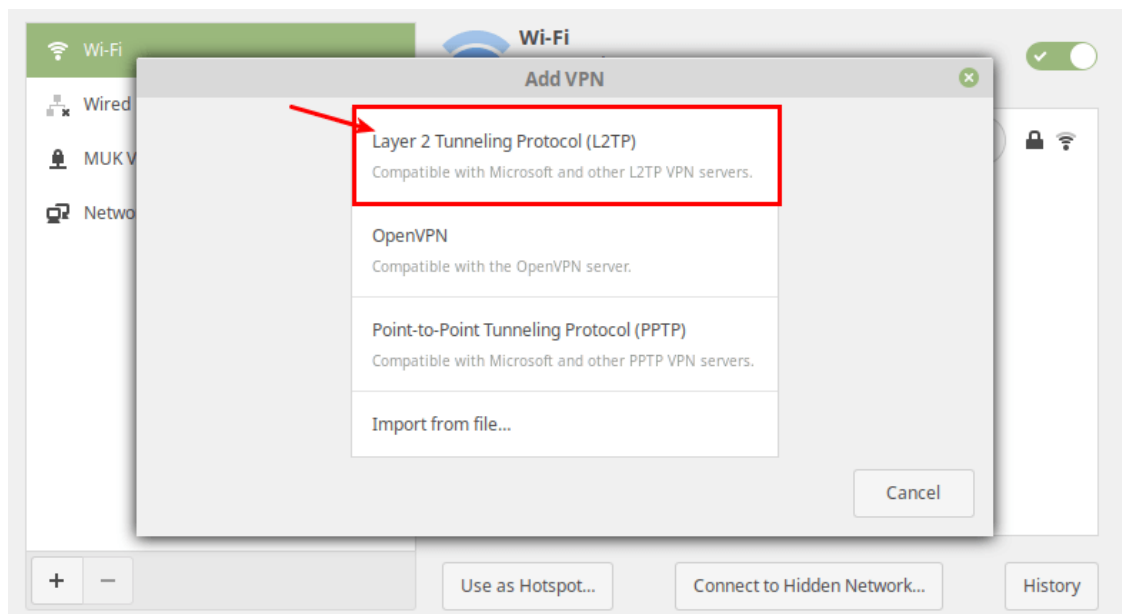 Wi-Fi
Wi-Fi
Add VPN
Wired
MUK V
Netwo
Layer 2 Tunneling Protocol (L2TP)
Compatible with Microsoft and other L2TP VPN servers.
OpenVPN
Compatible with the OpenVPN server.
Point-to-Point Tunneling Protocol (PPTP)
Compatible with Microsoft and other PPTP VPN servers.
Import from file...
Cancel
+ −
Use as Hotspot...
Connect to Hidden Network...
History